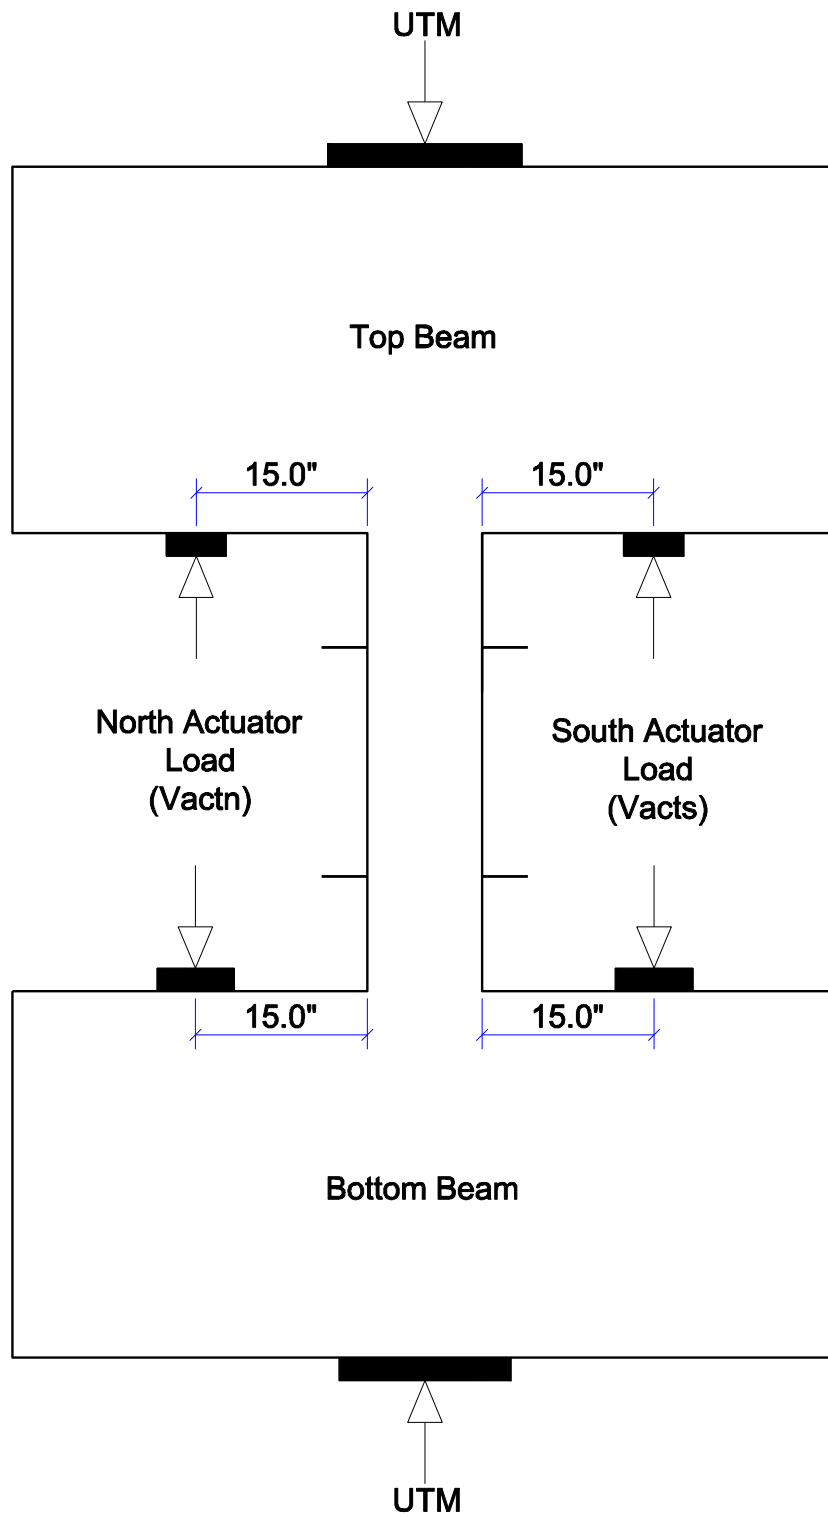 UTM
Top Beam
15.0"
15.0"
North Actuator
Load
(Vactn)
South Actuator
Load
(Vacts)
15.0"
15.0"
Bottom Beam
UTM